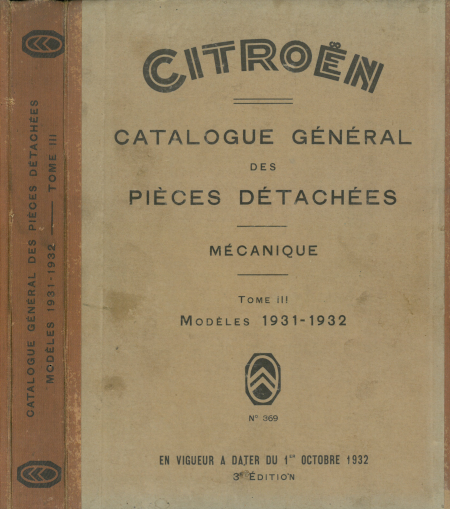 CATALOGUE GÉNÉRAL DES PIÈCES DÉTACHÉES
MODÈLES 1931-1932 — TOME III
CITROËN
CATALOGUE GÉNÉRAL
DES
PIÈCES DÉTACHÉES
MÉCANIQUE
TOME III
MODÈLES 1931-1932
N° 369
EN VIGUEUR A DATER DU 1er OCTOBRE 1932
3e ÉDITION